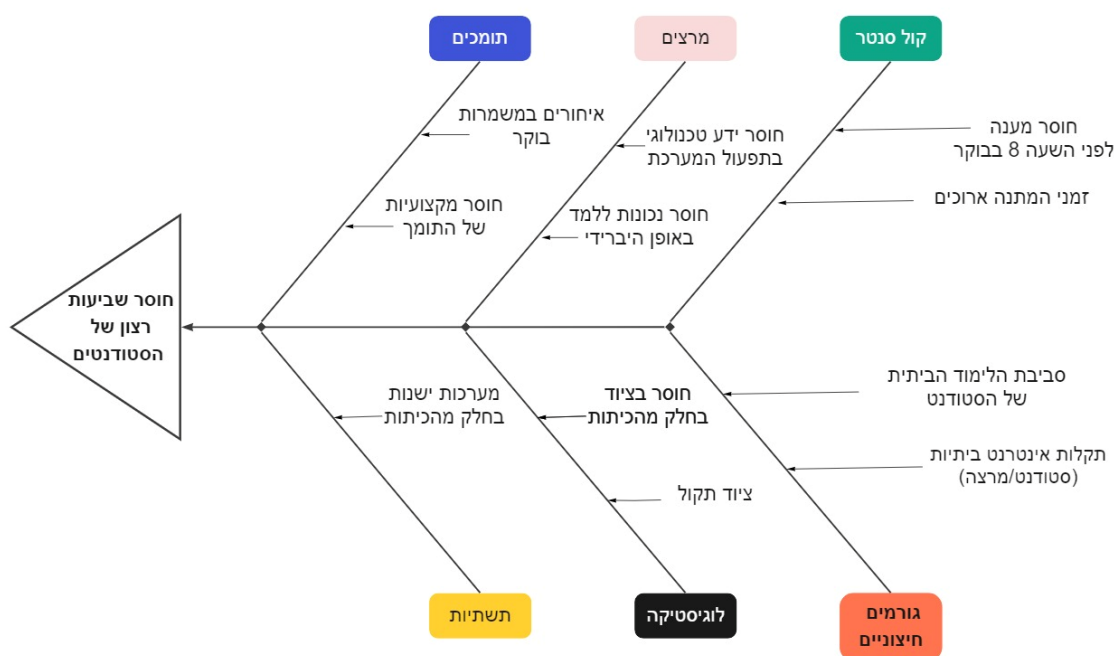 קול סנטר
מרצים
תומכים
חוסר מענה
לפני השעה 8 בבוקר
זמני המתנה ארוכים
חוסר ידע טכנולוגי
בתפעול המערכת
חוסר נכונות ללמד
באופן היברידי
איחורים במשמרות
בוקר
חוסר מקצועיות
של התומך
חוסר שביעות
רצון של
הסטודנטים
סביבת הלימוד הביתית
של הסטודנט
תקלות אינטרנט ביתיות
(סטודנט/מרצה)
חוסר בציוד
בחלק מהכיתות
ציוד תקול
מערכות ישנות
בחלק מהכיתות
גורמים
חיצוניים
לוגיסטיקה
תשתיות